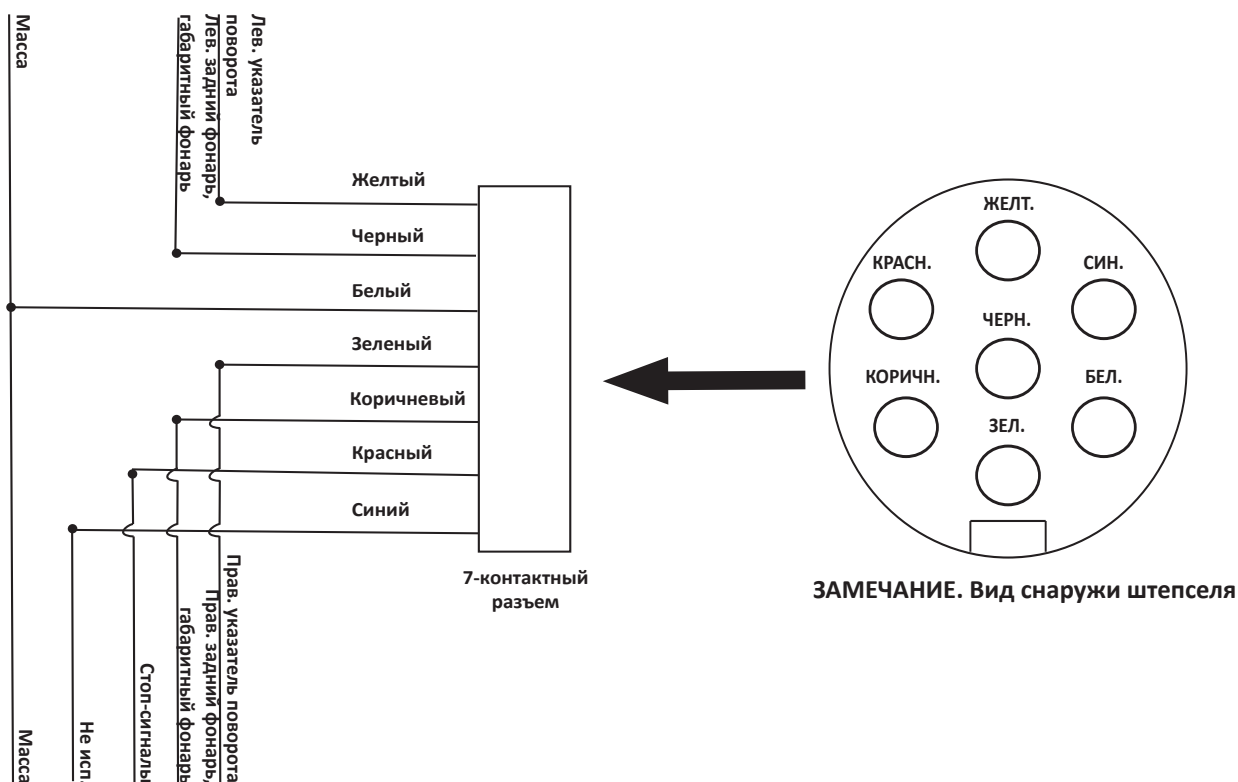 Масса
Лев. указатель
поворота
Лев. задний фонарь,
габаритный фонарь
Желтый
Черный
Белый
Зеленый
Коричневый
Красный
Синий
7-контактный
разъем
Прав. указатель поворота
Прав. задний фонарь,
габаритный фонарь
Стоп-сигналы
Не исп.
Масса
ЖЕЛТ.
КРАСН.
СИН.
ЧЕРН.
КОРИЧН.
БЕЛ.
ЗЕЛ.
ЗАМЕЧАНИЕ. Вид снаружи штепселя